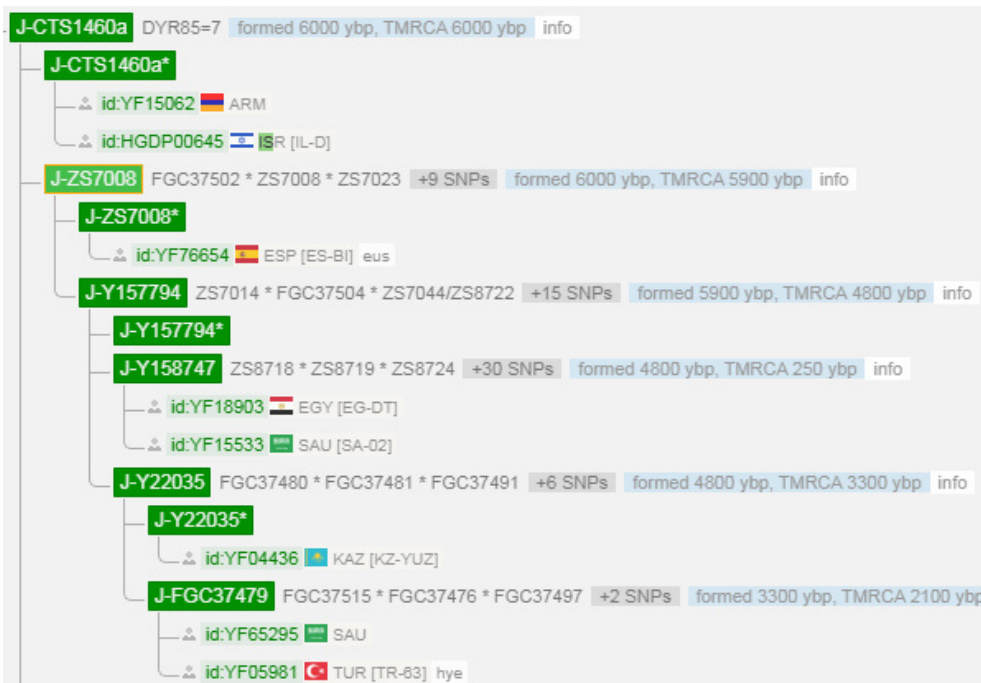 J-CTS1460a DYR85=7 formed 6000 ybp, TMRCA 6000 ybp info
J-CTS1460a*
id:YF15062 ARM
id:HGDP00645 ISR [IL-D]
J-ZS7008 FGC37502 * ZS7008 * ZS7023 +9 SNPs formed 6000 ybp, TMRCA 5900 ybp info
J-ZS7008*
id:YF76654 ESP [ES-BI] eus
J-Y157794 ZS7014 * FGC37504 * ZS7044/ZS8722 +15 SNPs formed 5900 ybp, TMRCA 4800 ybp info
J-Y157794*
J-Y158747 ZS8718 * ZS8719 * ZS8724 +30 SNPs formed 4800 ybp, TMRCA 250 ybp info
id:YF18903 EGY [EG-DT]
id:YF15533 SAU [SA-02]
J-Y22035 FGC37480 * FGC37481 * FGC37491 +6 SNPs formed 4800 ybp, TMRCA 3300 ybp info
J-Y22035*
id:YF04436 KAZ [KZ-YUZ]
J-FGC37479 FGC37515 * FGC37476 * FGC37497 +2 SNPs formed 3300 ybp, TMRCA 2100 ybp
id:YF65295 SAU
id:YF05981 TUR [TR-63] hye